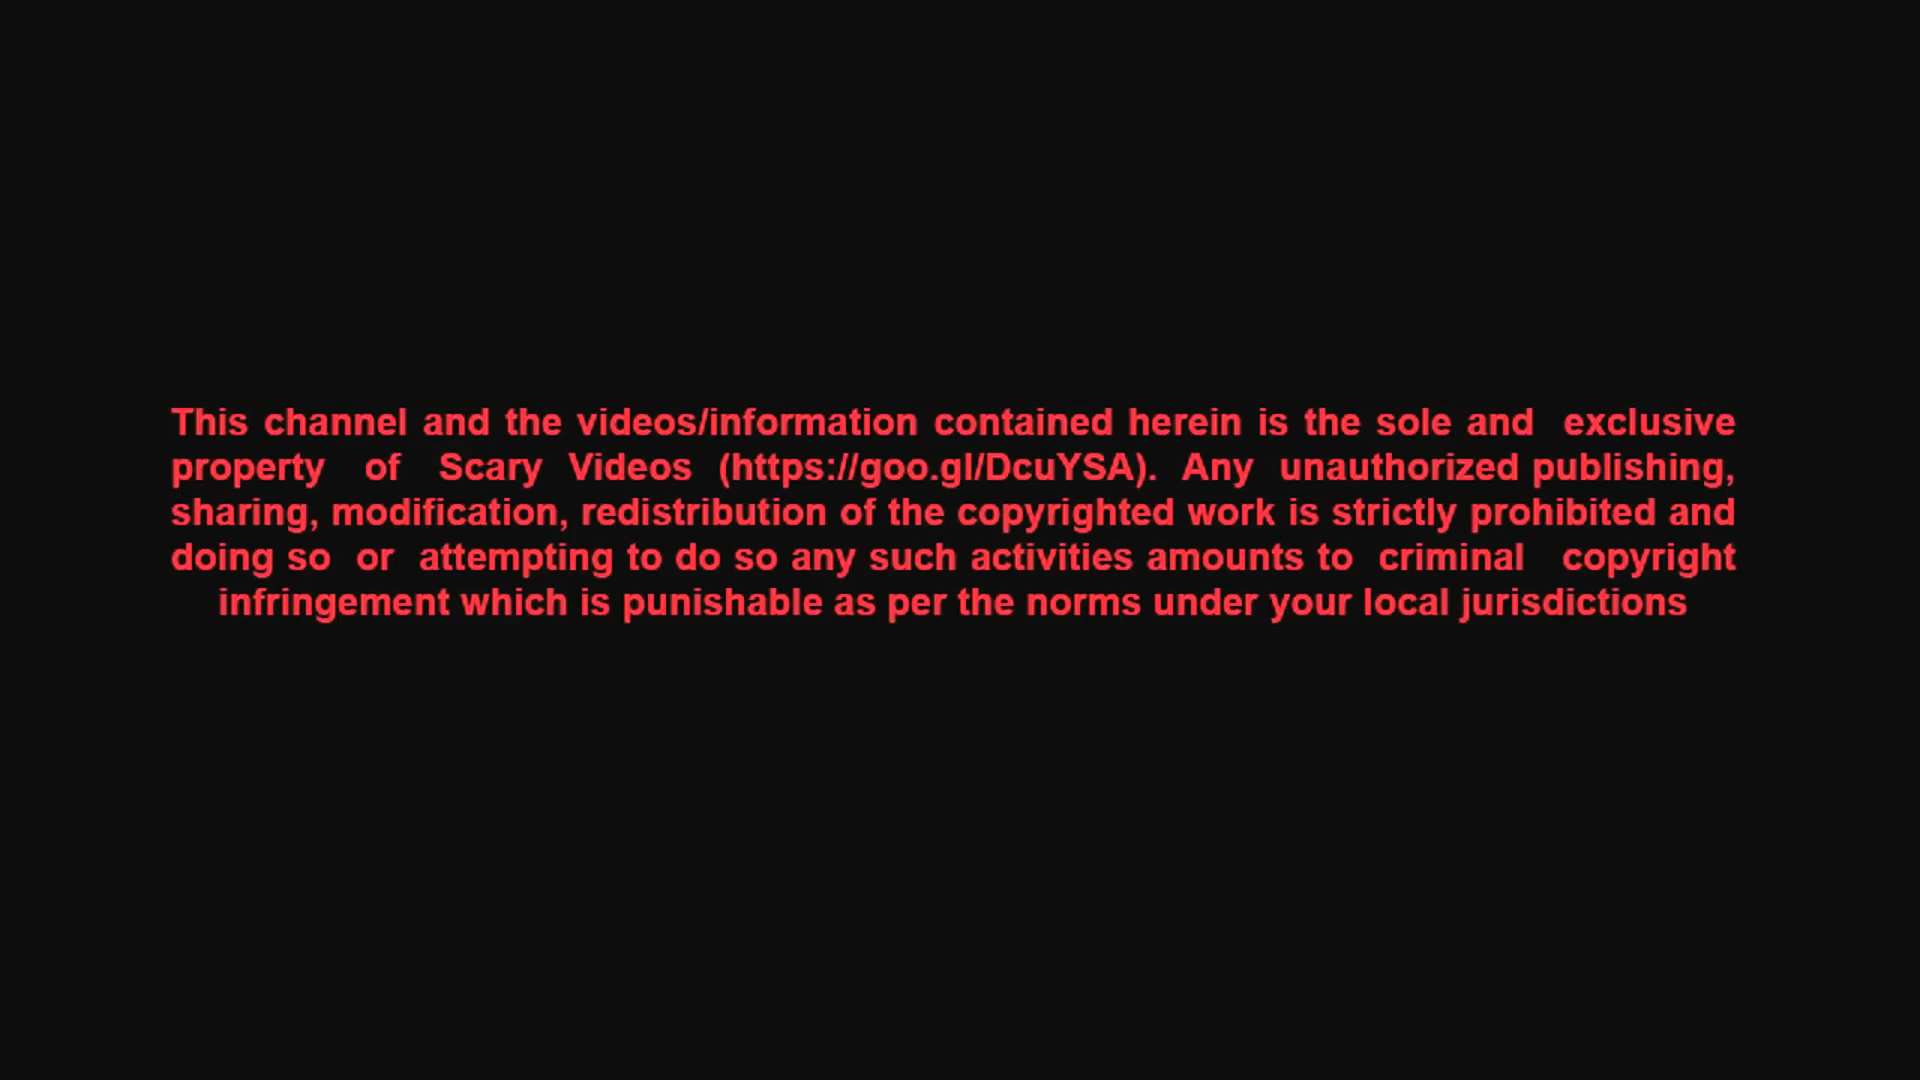 This channel and the videos/information contained herein is the sole and exclusive
property of Scary Videos (https://goo.gl/DcuYSA). Any unauthorized publishing,
sharing, modification, redistribution of the copyrighted work is strictly prohibited and
doing so or attempting to do so any such activities amounts to criminal copyright
infringement which is punishable as per the norms under your local jurisdictions